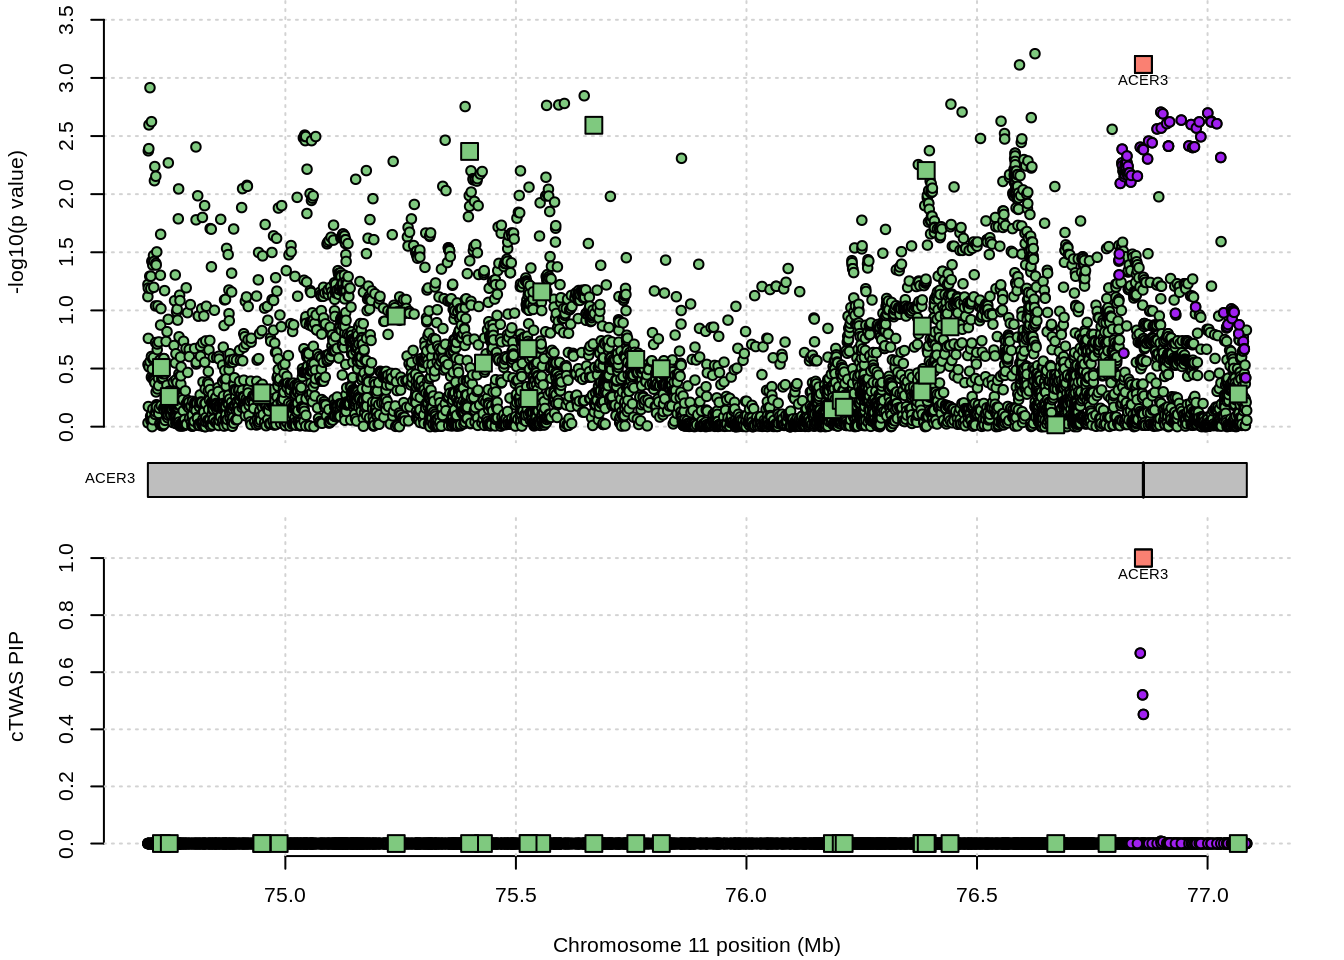 -log10(p value)
3.5
3.0
2.5
2.0
1.5
1.0
0.5
0.0
ACER3
ACER3
cTWAS PIP
1.0
0.8
0.6
0.4
0.2
0.0
ACER3
75.0 75.5 76.0 76.5 77.0
Chromosome 11 position (Mb)